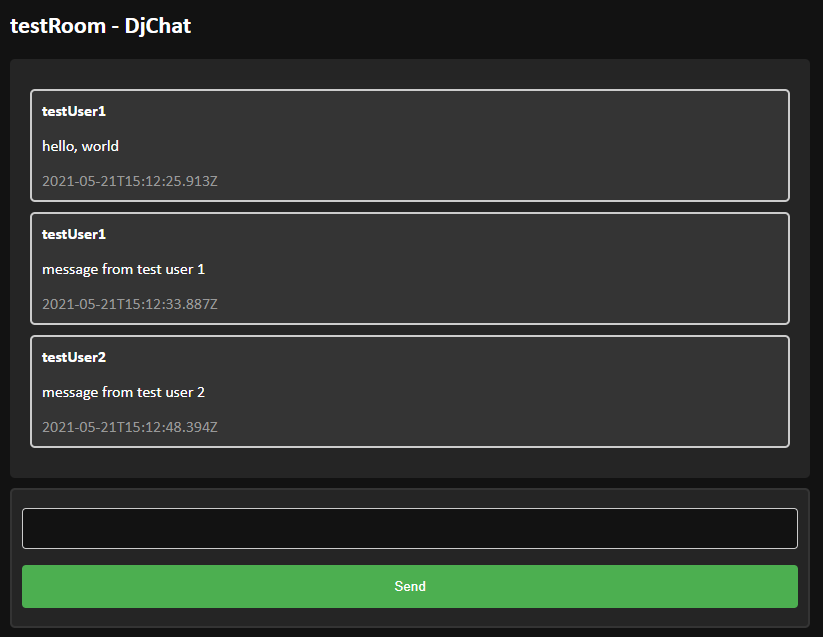 testRoom - DjChat
testUser1
hello, world
2021-05-21T15:12:25.913Z
testUser1
message from test user 1
2021-05-21T15:12:33.887Z
testUser2
message from test user 2
2021-05-21T15:12:48.394Z
Send